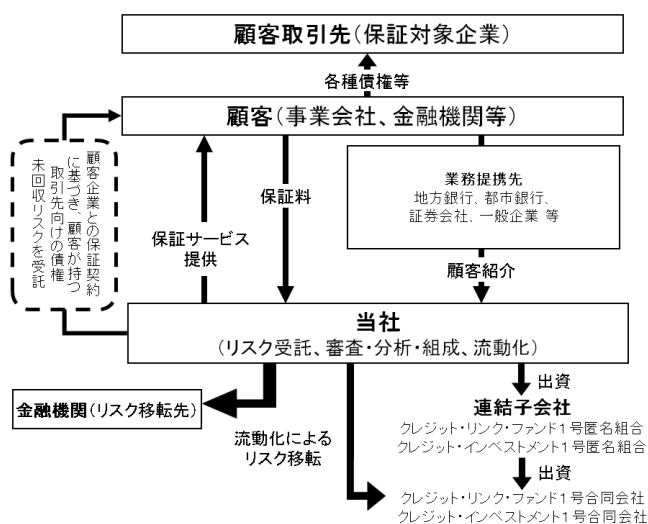 顧客取引先(保証対象企業)
各種債権等
顧客(事業会社、金融機関等)
顧客企業との保証契約
に基づき、顧客が持つ
取引先向けの債権
未回収リスクを受託
保証サービス
提供
保証料
業務提携先
地方銀行、都市銀行、
証券会社、一般企業 等
顧客紹介
当社
(リスク受託、審査・分析・組成、流動化)
金融機関(リスク移転先)
流動化による
リスク移転
出資
連結子会社
クレジット・リンク・ファンド1号匿名組合
クレジット・インベストメント1号匿名組合
出資
クレジット・リンク・ファンド1号合同会社
クレジット・インベストメント1号合同会社